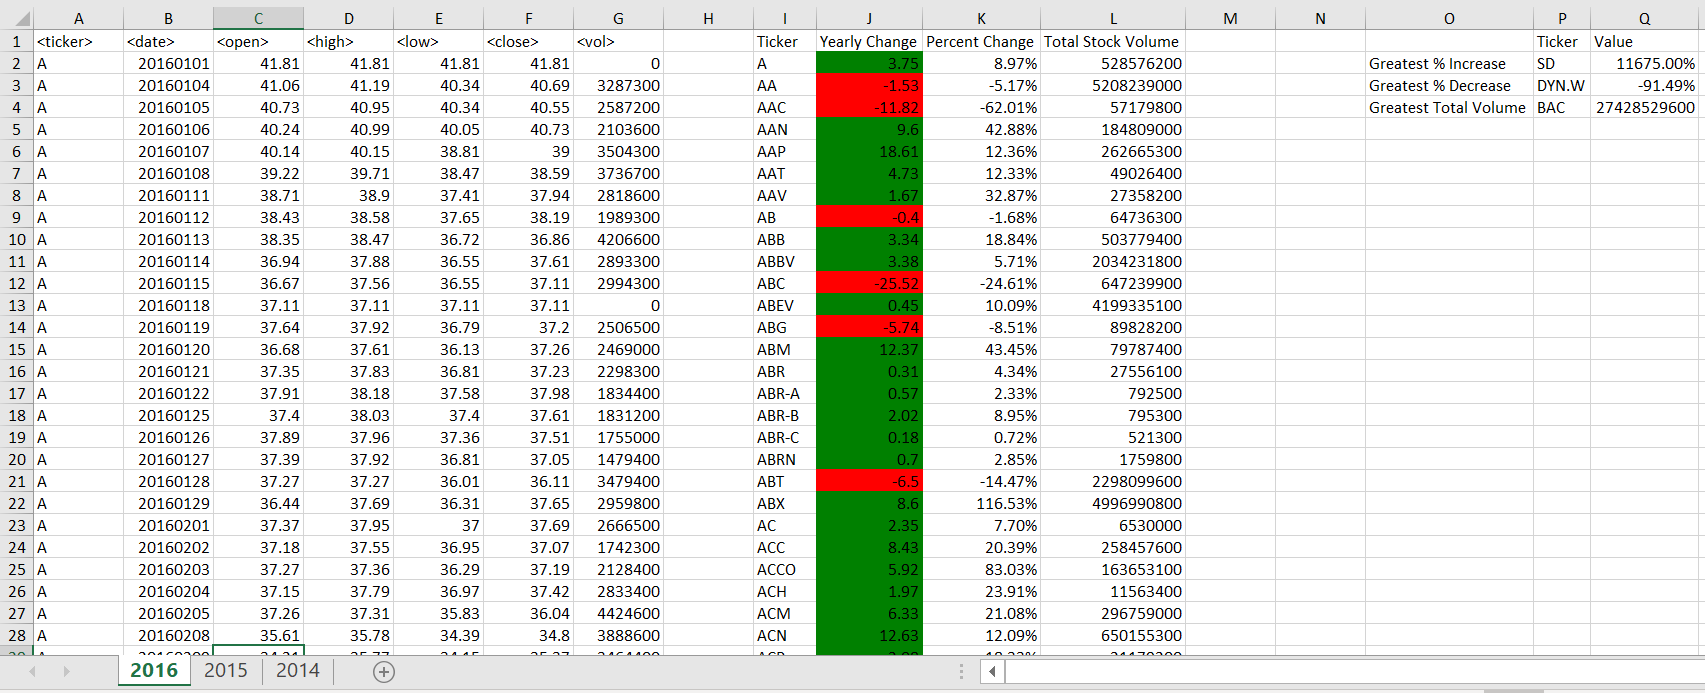 A B C D E F G H I J K L M N O P Q
1 <ticker> <date> <open> <high> <low> <close> <vol> Ticker Yearly Change Percent Change Total Stock Volume Ticker Value
2 A 20160101 41.81 41.81 41.81 41.81 0 A 3.75 8.97% 528576200 Greatest % Increase SD 11675.00%
3 A 20160104 41.06 41.19 40.34 40.69 3287300 AA -1.53 -5.17% 5208239000 Greatest % Decrease DYN.W -91.49%
4 A 20160105 40.73 40.95 40.34 40.55 2587200 AAC -11.82 -62.01% 57179800 Greatest Total Volume BAC 27428529600
5 A 20160106 40.24 40.99 40.05 40.73 2103600 AAN 9.6 42.88% 184809000
6 A 20160107 40.14 40.15 38.81 39 3504300 AAP 18.61 12.36% 262665300
7 A 20160108 39.22 39.71 38.47 38.59 3736700 AAT 4.73 12.33% 49026400
8 A 20160111 38.71 38.9 37.41 37.94 2818600 AAV 1.67 32.87% 27358200
9 A 20160112 38.43 38.58 37.65 38.19 1989300 AB -0.4 -1.68% 64736300
10 A 20160113 38.35 38.47 36.72 36.86 4206600 ABB 3.34 18.84% 503779400
11 A 20160114 36.94 37.88 36.55 37.61 2893300 ABBV 3.38 5.71% 2034231800
12 A 20160115 36.67 37.56 36.55 37.11 2994300 ABC -25.52 -24.61% 647239900
13 A 20160118 37.11 37.11 37.11 37.11 0 ABEV 0.45 10.09% 4199335100
14 A 20160119 37.64 37.92 36.79 37.2 2506500 ABG -5.74 -8.51% 89828200
15 A 20160120 36.68 37.61 36.13 37.26 2469000 ABM 12.37 43.45% 79787400
16 A 20160121 37.35 37.83 36.81 37.23 2298300 ABR 0.31 4.34% 27556100
17 A 20160122 37.91 38.18 37.58 37.98 1834400 ABR-A 0.57 2.33% 792500
18 A 20160125 37.4 38.03 37.4 37.61 1831200 ABR-B 2.02 8.95% 795300
19 A 20160126 37.89 37.96 37.36 37.51 1755000 ABR-C 0.18 0.72% 521300
20 A 20160127 37.39 37.92 36.81 37.05 1479400 ABRN 0.7 2.85% 1759800
21 A 20160128 37.27 37.27 36.01 36.11 3479400 ABT -6.5 -14.47% 2298099600
22 A 20160129 36.44 37.69 36.31 37.65 2959800 ABX 8.6 116.53% 4996990800
23 A 20160201 37.37 37.95 37 37.69 2666500 AC 2.35 7.70% 6530000
24 A 20160202 37.18 37.55 36.95 37.07 1742300 ACC 8.43 20.39% 258457600
25 A 20160203 37.27 37.36 36.29 37.19 2128400 ACCO 5.92 83.03% 163653100
26 A 20160204 37.15 37.79 36.97 37.42 2833400 ACH 1.97 23.91% 11563400
27 A 20160205 37.26 37.31 35.83 36.04 4424600 ACM 6.33 21.08% 296759000
28 A 20160208 35.61 35.78 34.39 34.8 3888600 ACN 12.63 12.09% 650155300
2016 2015 2014